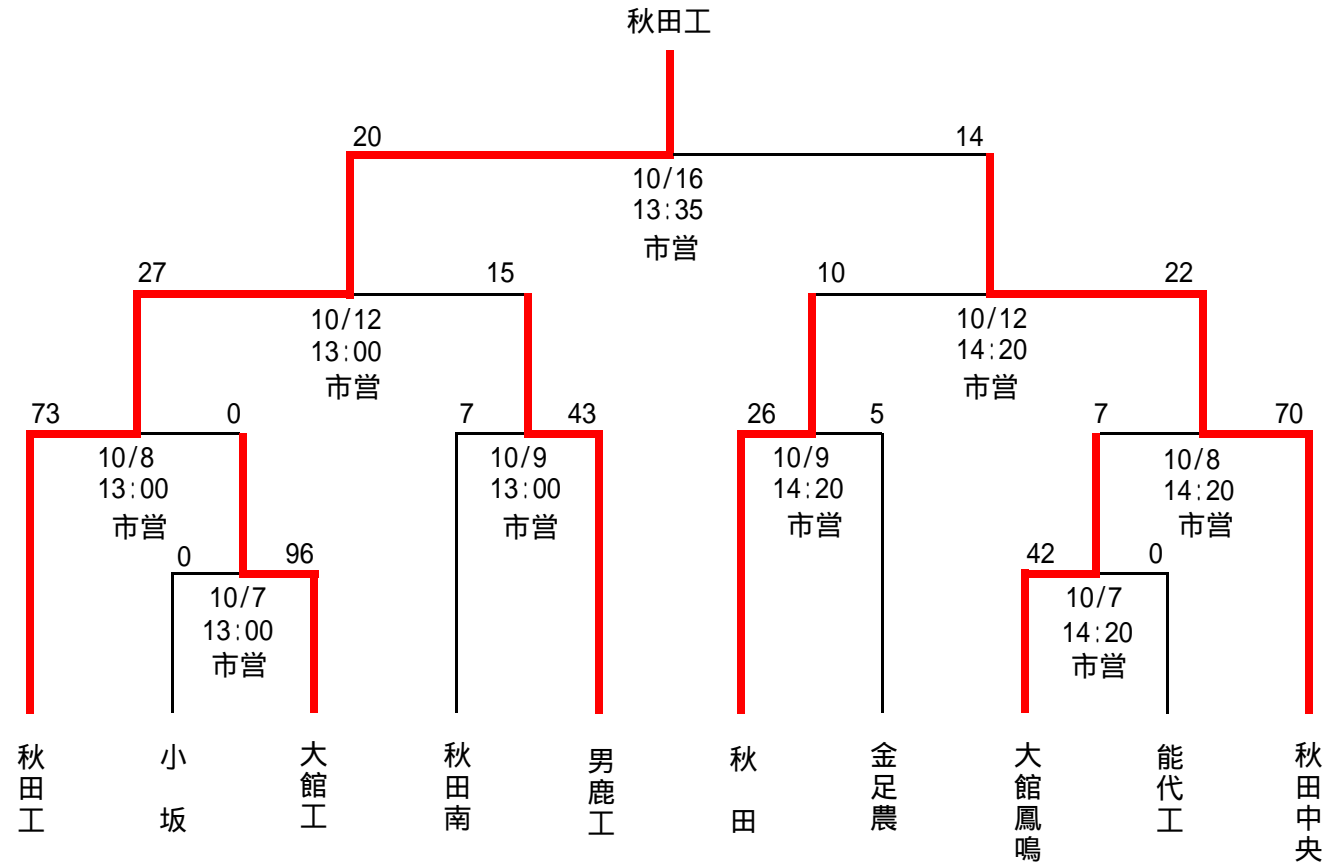 秋田工
20
14
10/16
13:35
市営
27
15
10
22
10/12
13:00
市営
10/12
14:20
市営
73
0
7
43
26
5
7
70
10/8
13:00
市営
10/9
13:00
市営
10/9
14:20
市営
10/8
14:20
市営
0
96
42
0
10/7
13:00
市営
10/7
14:20
市営
秋田工
小坂
大館工
秋田南
男鹿工
秋田
金足農
大館鳳鳴
能代工
秋田中央